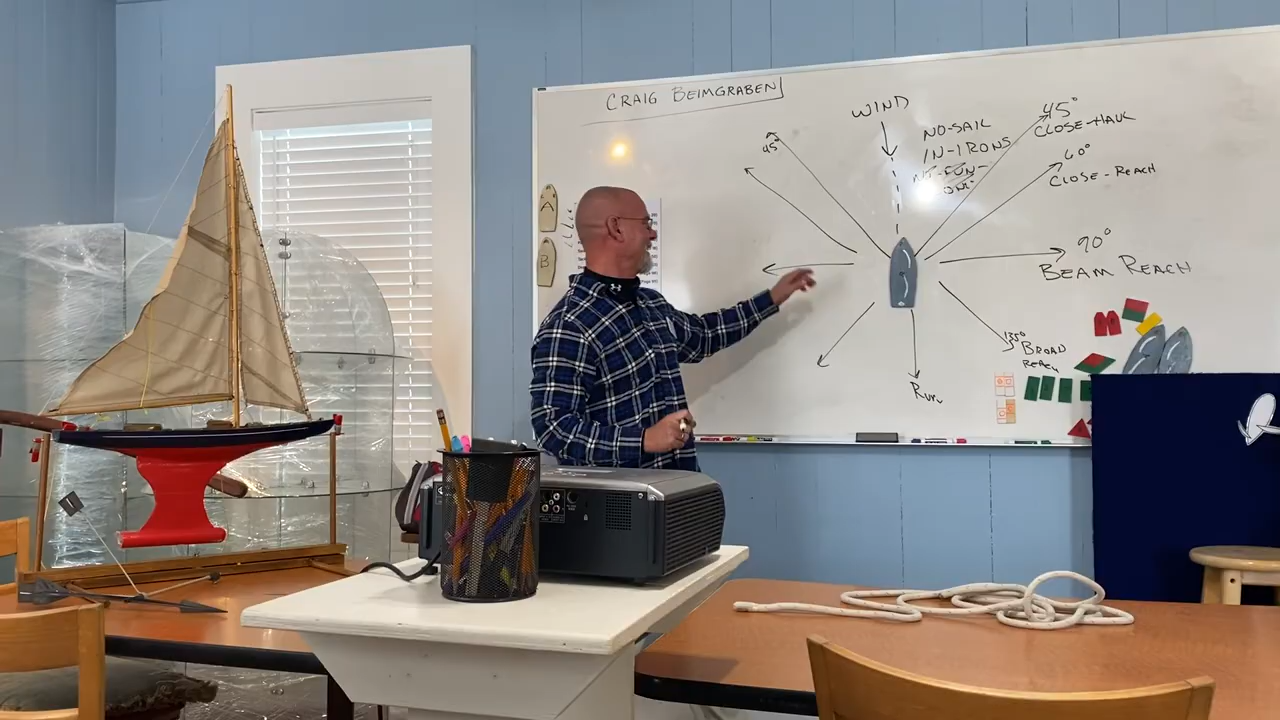 CRAIG BEIMGRABEN
WIND
NO-SAIL
IN-IRONS
45°
CLOSE-HAUL
60°
CLOSE-REACH
45°
90°
BEAM REACH
135°
BROAD
REACH
RUN
A
B